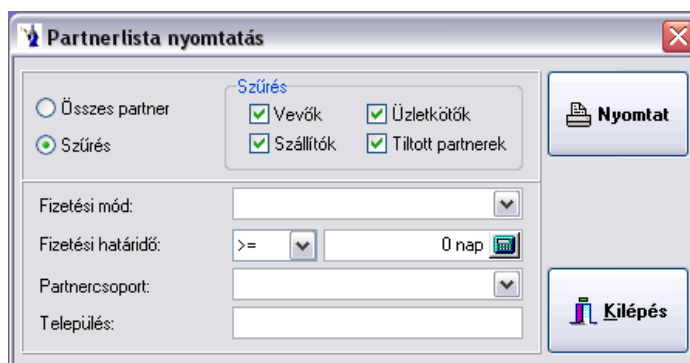 Partnerlista nyomtatás
Összes partner
Szűrés
Szűrés
Vevők
Üzletkötők
Szállítók
Tiltott partnerek
Nyomtat
Fizetési mód:
Fizetési határidő: >= 0 nap
Partnercsoport:
Település:
Kilépés